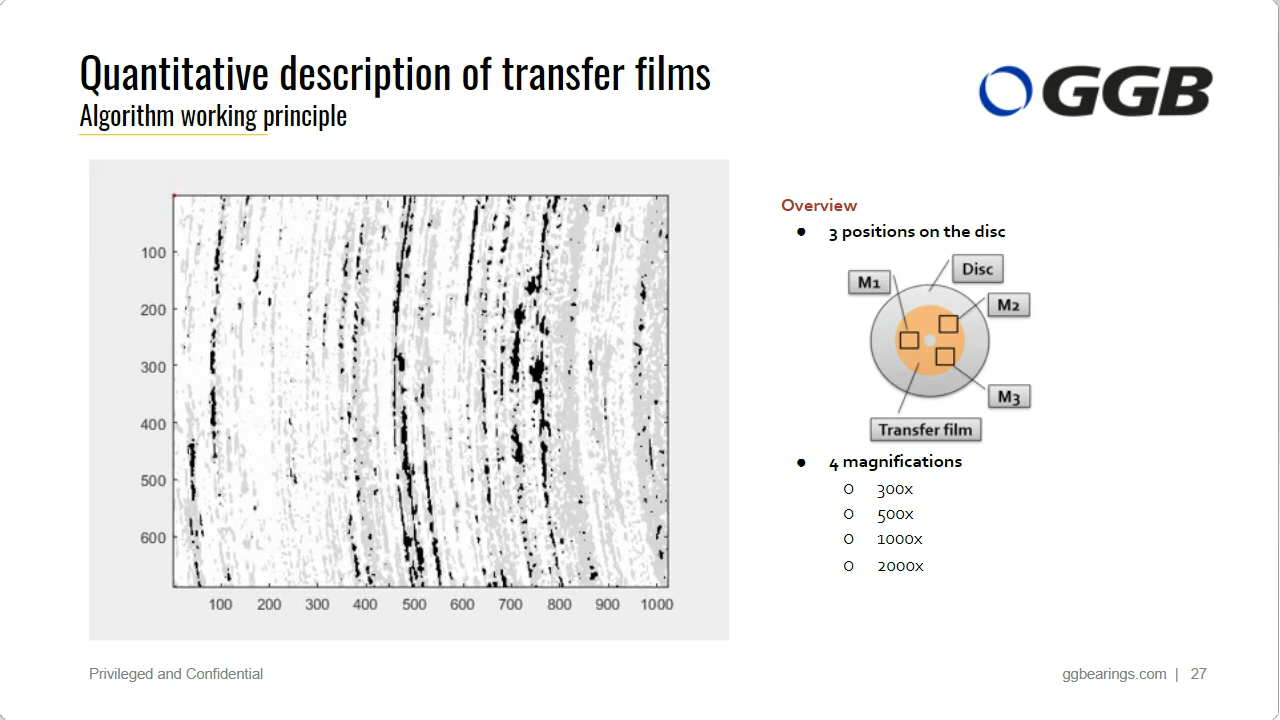 Quantitative description of transfer films
Algorithm working principle
GGB
100
200
300
400
500
600
100 200 300 400 500 600 700 800 900 1000
Overview
● 3 positions on the disc
M1
Disc
M2
M3
Transfer film
● 4 magnifications
O 300x
O 500x
O 1000x
O 2000x
Privileged and Confidential
ggbearings.com | 27